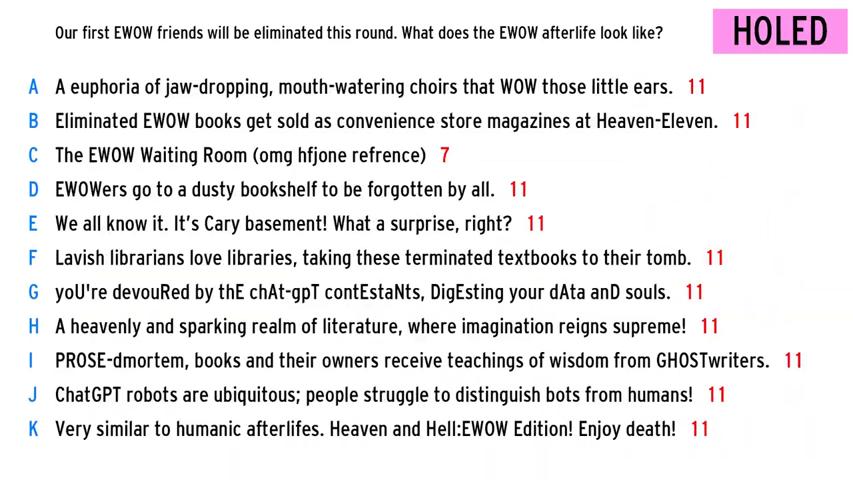 Our first EWOW friends will be eliminated this round. What does the EWOW afterlife look like?
HOLED
A A euphoria of jaw-dropping, mouth-watering choirs that WOW those little ears. 11
B Eliminated EWOW books get sold as convenience store magazines at Heaven-Eleven. 11
C The EWOW Waiting Room (omg hfjone refrence) 7
D EWOWers go to a dusty bookshelf to be forgotten by all. 11
E We all know it. It's Cary basement! What a surprise, right? 11
F Lavish librarians love libraries, taking these terminated textbooks to their tomb. 11
G yoU're devouRed by thE chAt-gpT contEstaNts, DigEsting your dAta anD souls. 11
H A heavenly and sparking realm of literature, where imagination reigns supreme! 11
I PROSE-dmortem, books and their owners receive teachings of wisdom from GHOSTwriters. 11
J ChatGPT robots are ubiquitous; people struggle to distinguish bots from humans! 11
K Very similar to humanic afterlifes. Heaven and Hell:EWOW Edition! Enjoy death! 11